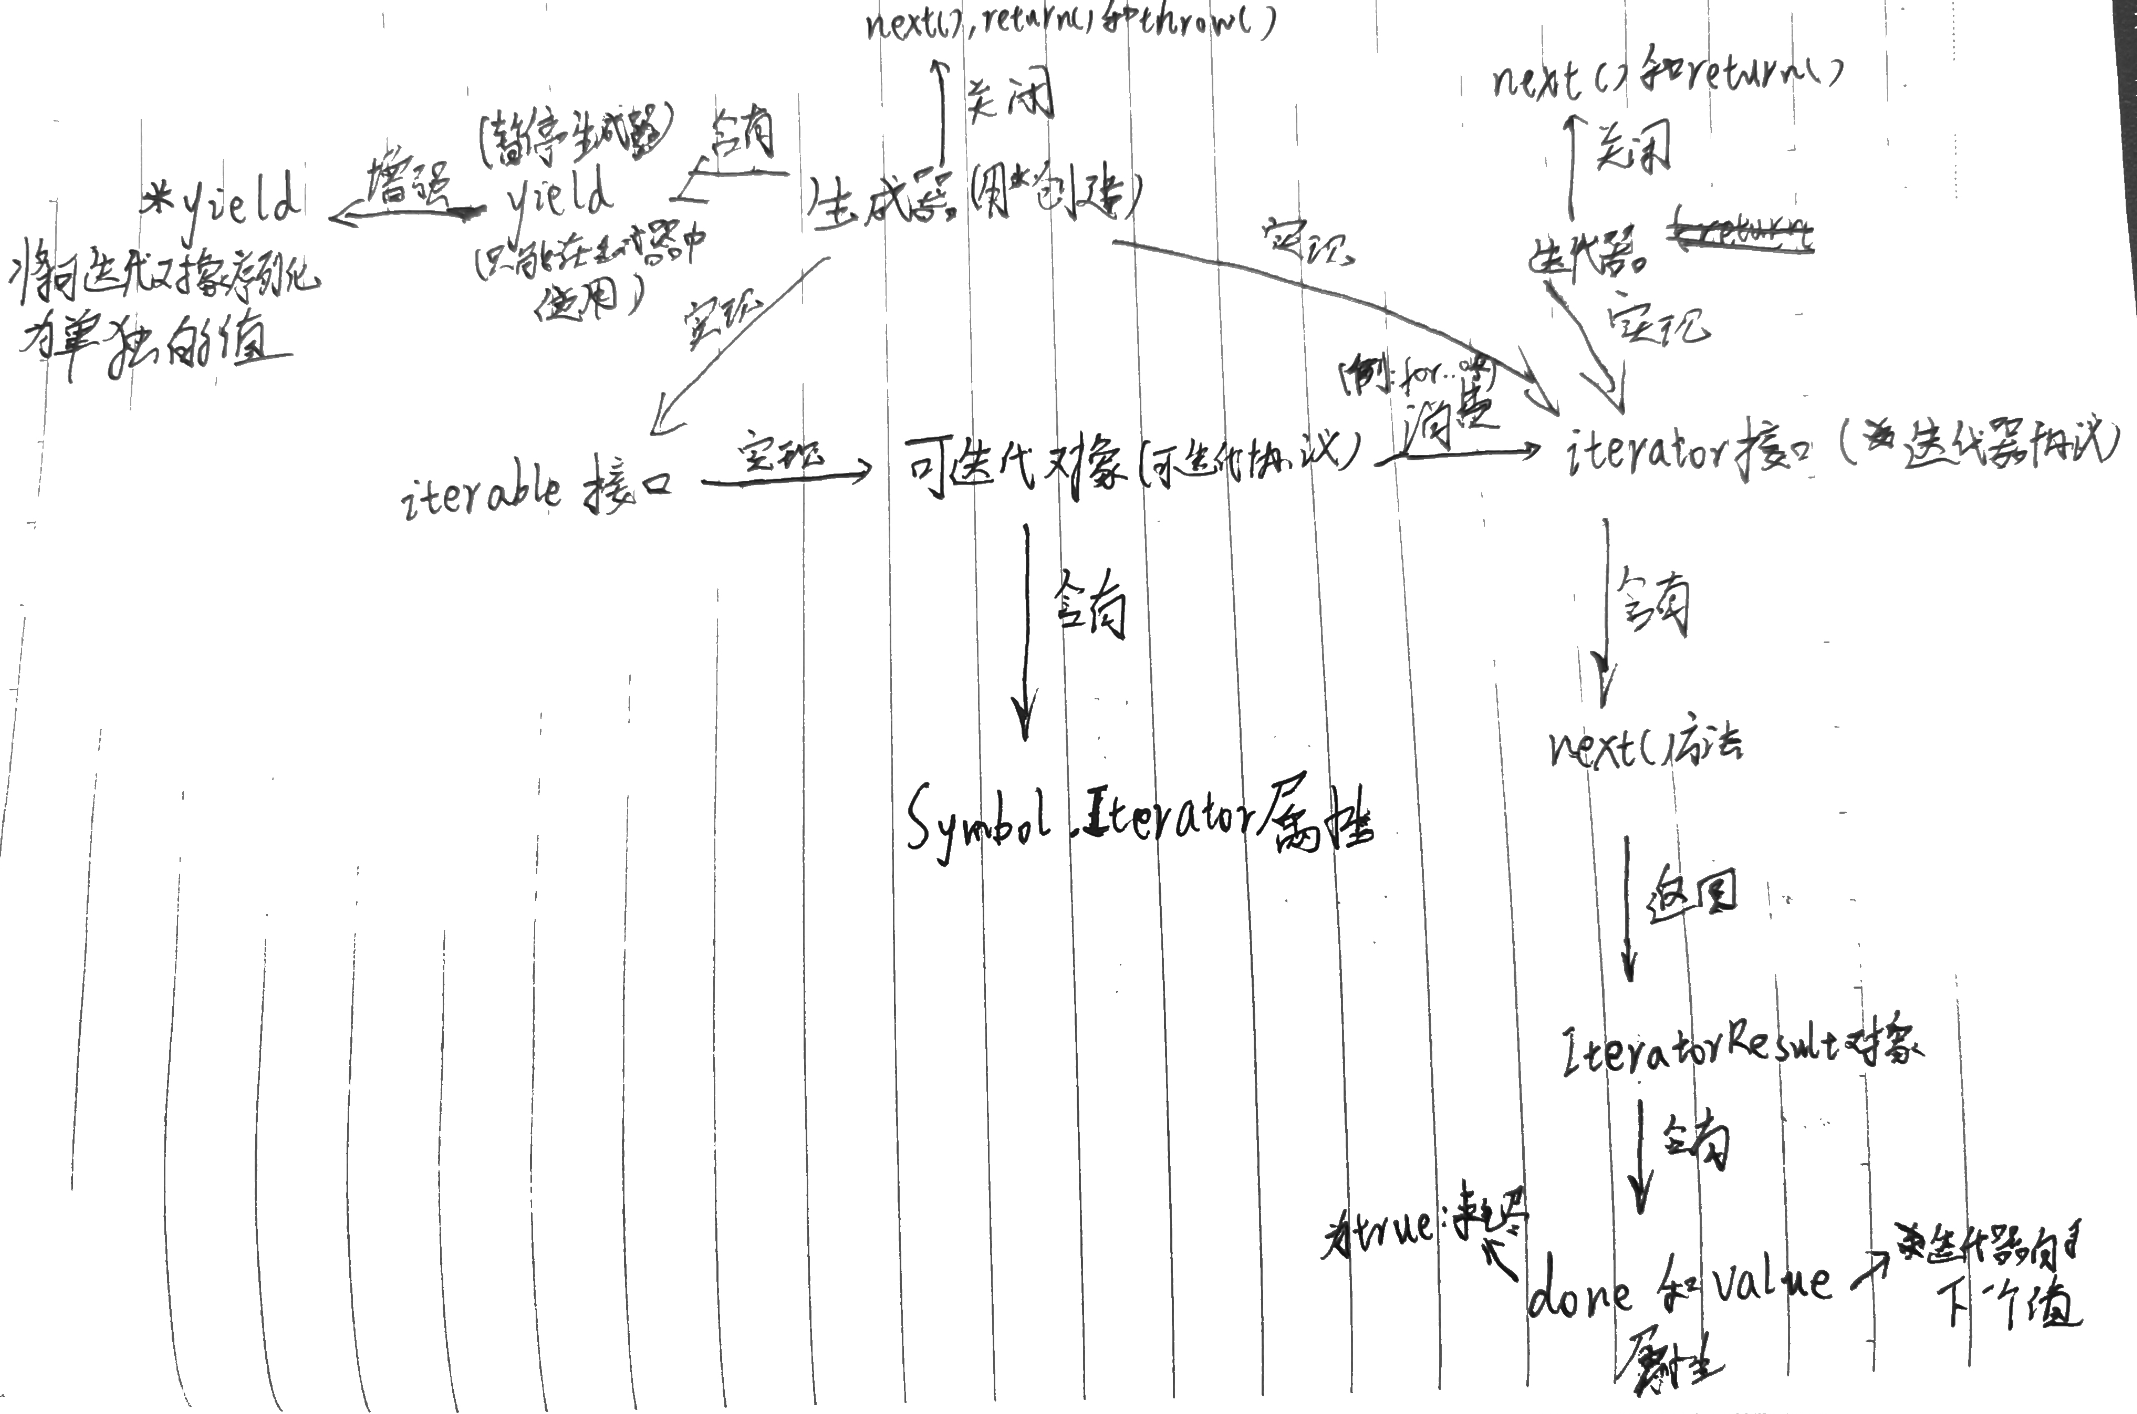 next(), return()和throw()
关闭
next()和return()
关闭
(暂停生成器)
含有
增强
*yield
yield
生成器(用*创建)
将可迭代对象序列化
为单独的值
(只能在生成器中
使用)
实现
实现
迭代器
return
实现
(例:for...of)
消费
iterable 接口
实现
可迭代对象(可迭代协议)
iterator接口(迭代器协议)
含有
含有
Symbol.Iterator属性
next()方法
返回
IteratorResult对象
含有
为true:耗尽
done 和 value
属性
迭代器的
下一个值